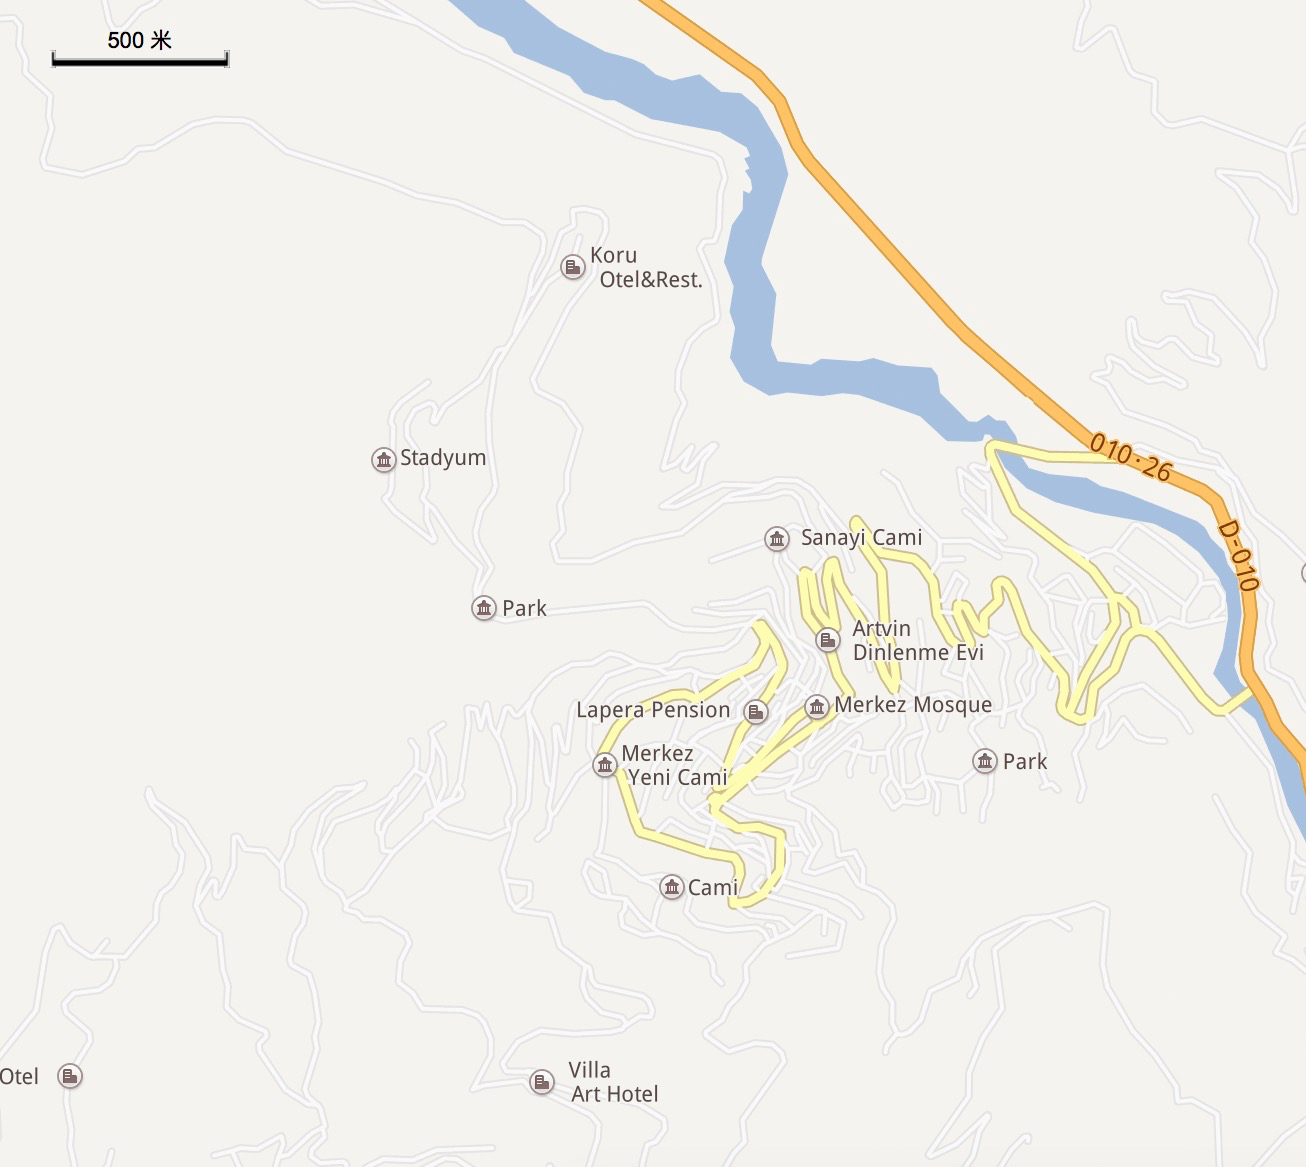 500 米
Koru
Otel&Rest.
Stadyum
010·26
D-010
Sanayi Cami
Park
Artvin
Dinlenme Evi
Lapera Pension
Merkez Mosque
Merkez
Yeni Cami
Park
Cami
Otel
Villa
Art Hotel